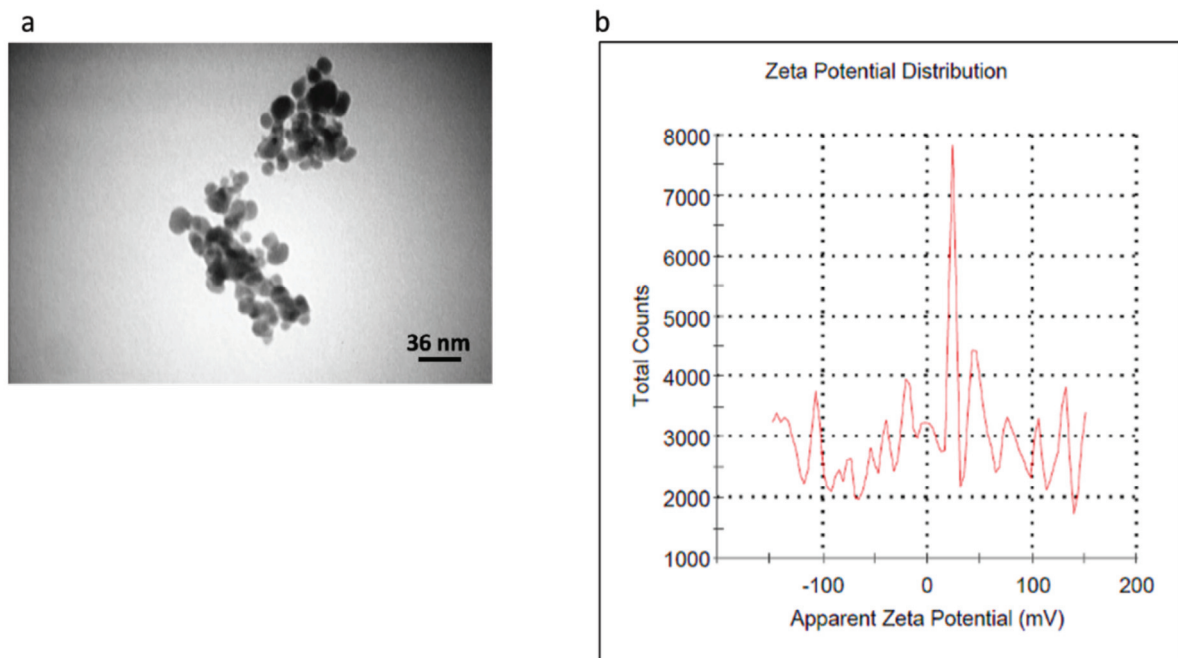 a
36 nm
b
Zeta Potential Distribution
Total Counts
8000
7000
6000
5000
4000
3000
2000
1000
-100 0 100 200
Apparent Zeta Potential (mV)